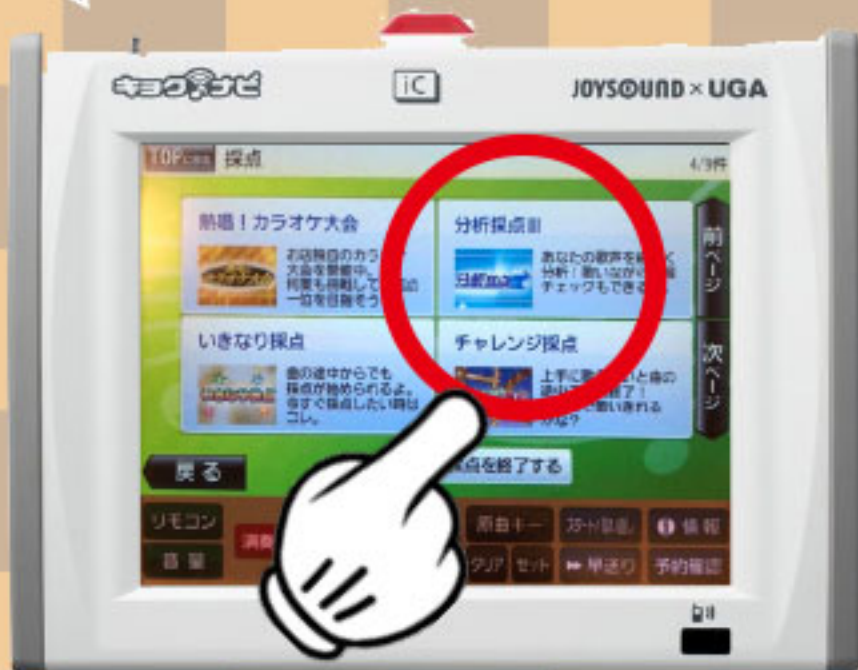 キョクナビ
iC
JOYSOUND × UGA
TOP
採点
4/9件
熱唱!カラオケ大会
お店独自のカラ
大会を開催中。
何度も挑戦して
一位を目指そう
分析採点III
あなたの歌声を
分析!歌いながら
チェックもできる
前ページ
いきなり採点
曲の途中からでも
採点が始められるよ。
今すぐ採点したい時は
コレ。
チャレンジ採点
上手に歌
次ページ
戻る
採点を終了する
リモコン
音量
演奏
原曲キー
クリア
セット
早送り
情報
予約確認